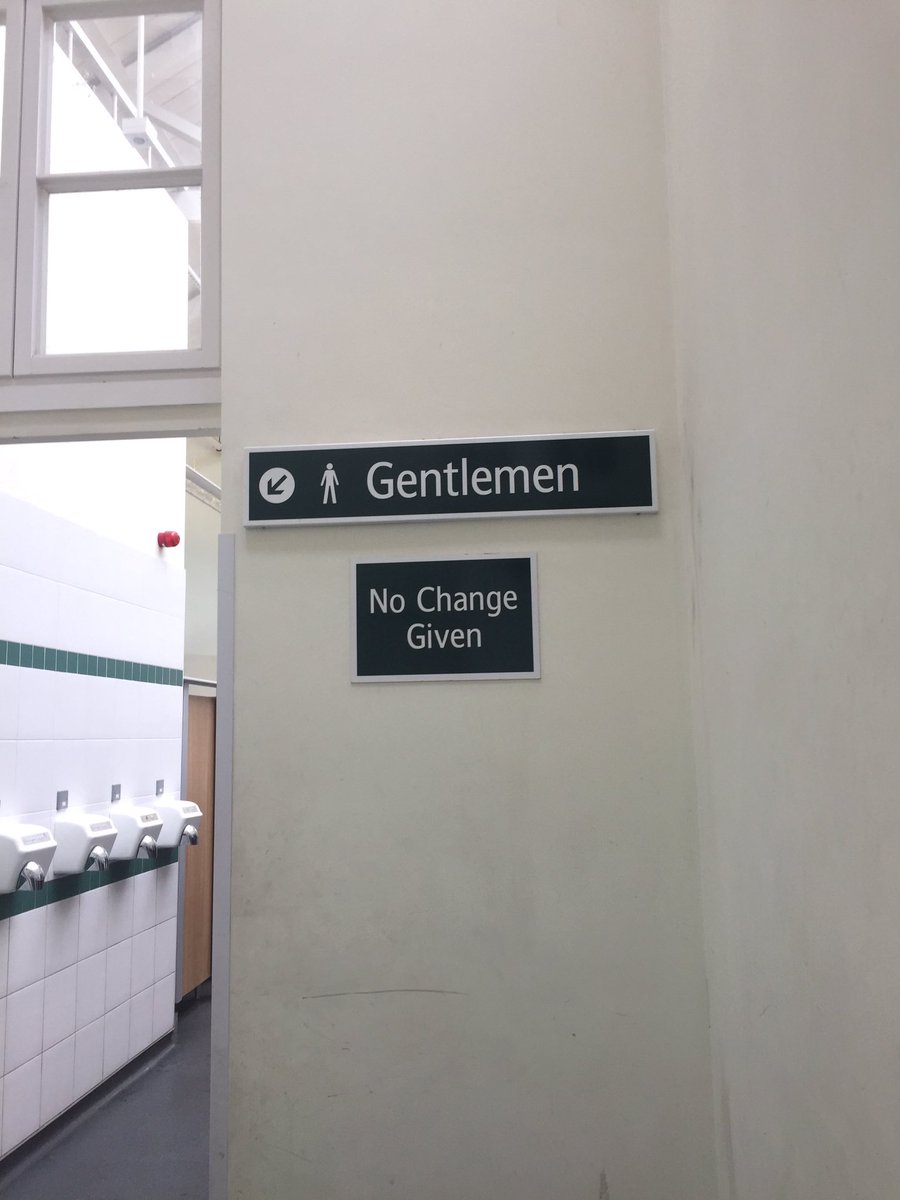 Gentlemen
No Change
Given